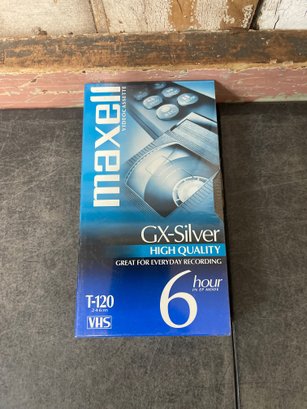 maxell
VIDEOCASSETTE
GX-Silver
HIGH QUALITY
GREAT FOR EVERYDAY RECORDING
T-120
VHS
6 hour
IN EP MODE